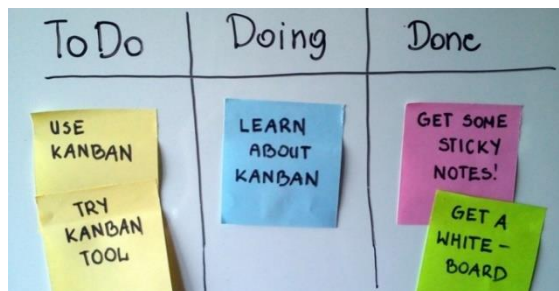 To Do
Doing
Done
USE
KANBAN
TRY
KANBAN
TOOL
LEARN
ABOUT
KANBAN
GET SOME
STICKY
NOTES!
GET A
WHITE-
BOARD